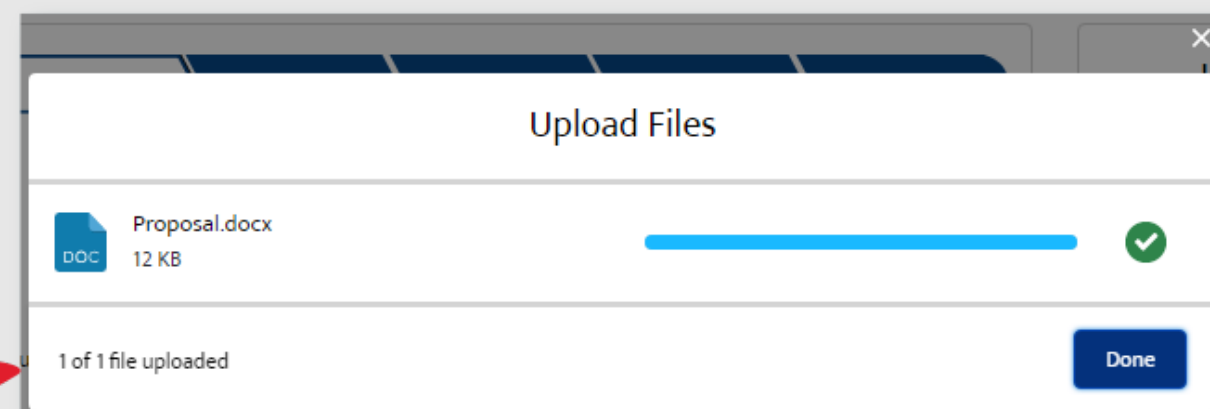 Upload Files
Proposal.docx
DOC
12 KB
1 of 1 file uploaded
Done